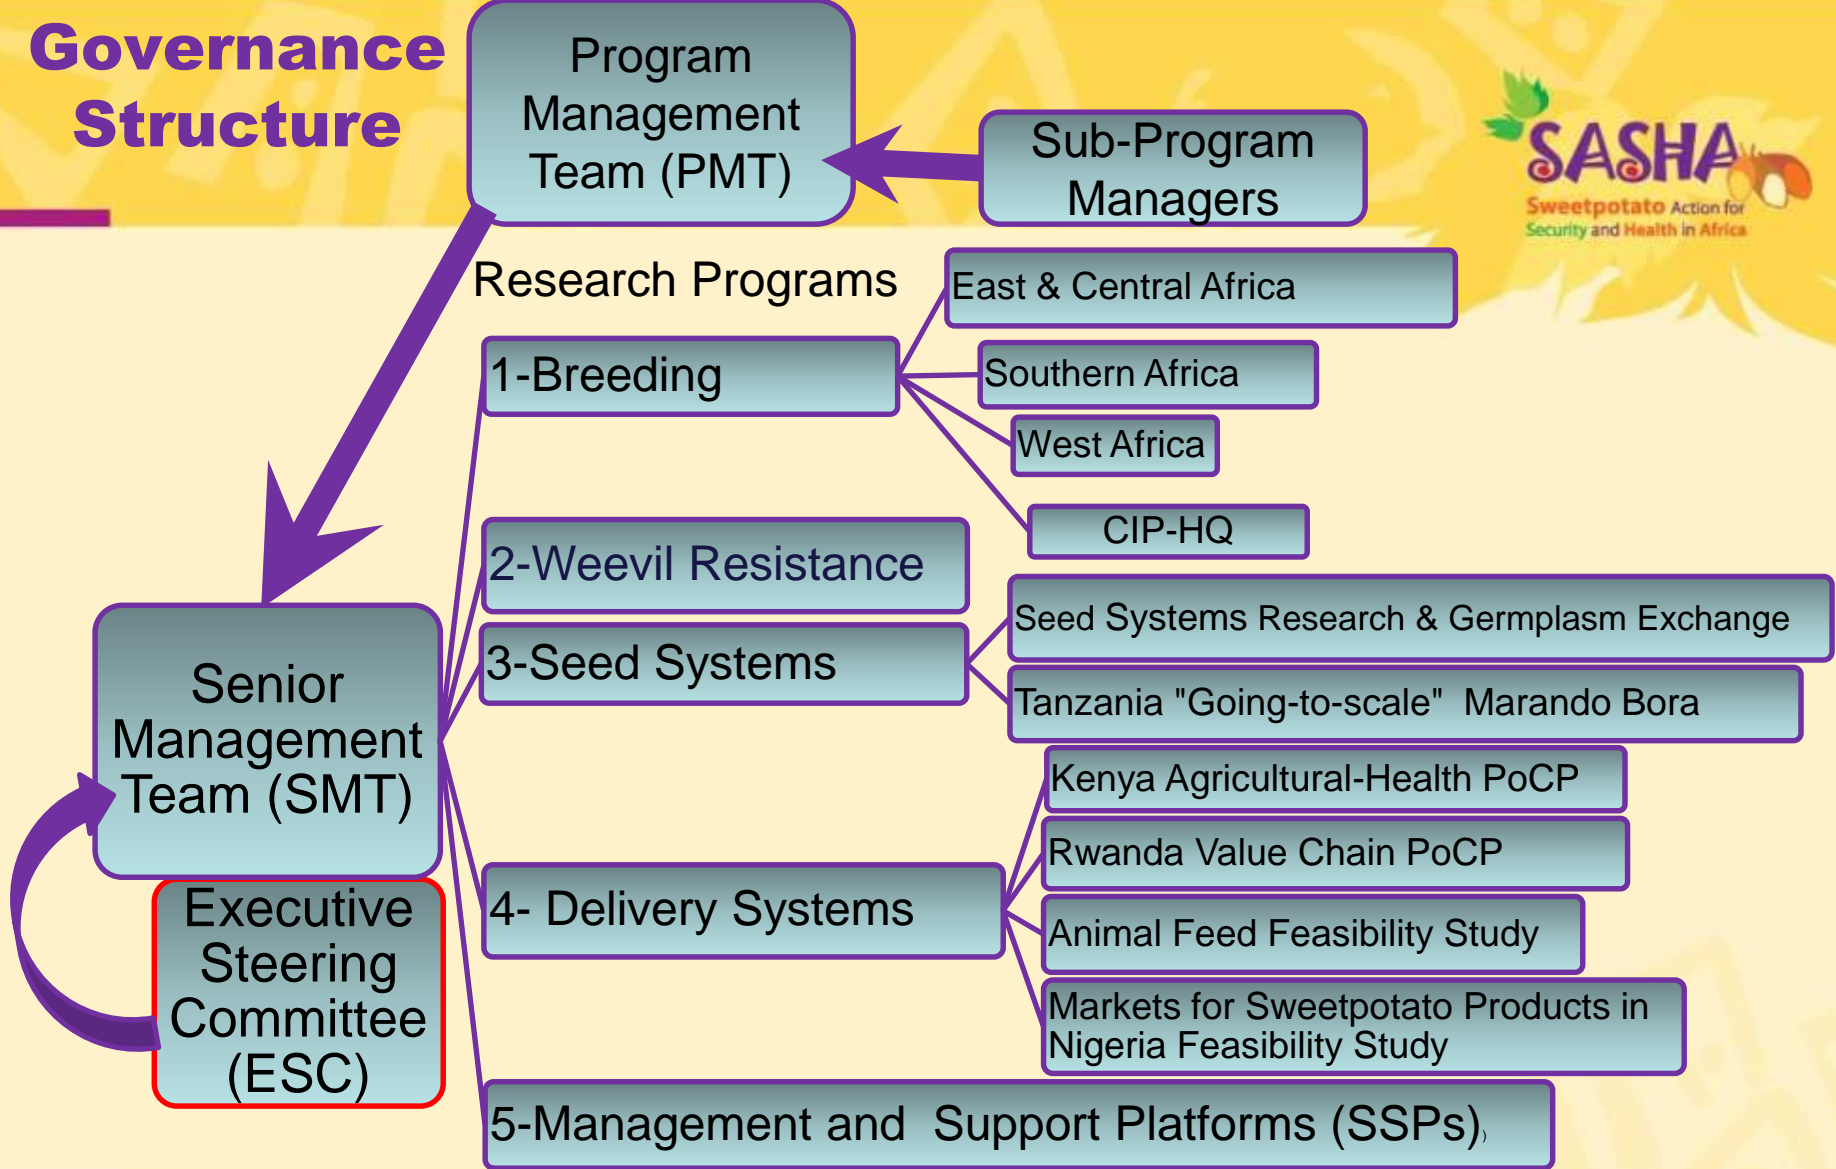 Governance
Structure
Program
Management
Team (PMT)
Sub-Program
Managers
SASHA
Sweetpotato Action for
Security and Health in Africa
Research Programs
East & Central Africa
1-Breeding
Southern Africa
West Africa
CIP-HQ
2-Weevil Resistance
Seed Systems Research & Germplasm Exchange
3-Seed Systems
Tanzania "Going-to-scale" Marando Bora
Senior
Management
Team (SMT)
Kenya Agricultural-Health PoCP
Rwanda Value Chain PoCP
4- Delivery Systems
Animal Feed Feasibility Study
Markets for Sweetpotato Products in
Nigeria Feasibility Study
Executive
Steering
Committee
(ESC)
5-Management and Support Platforms (SSPs))